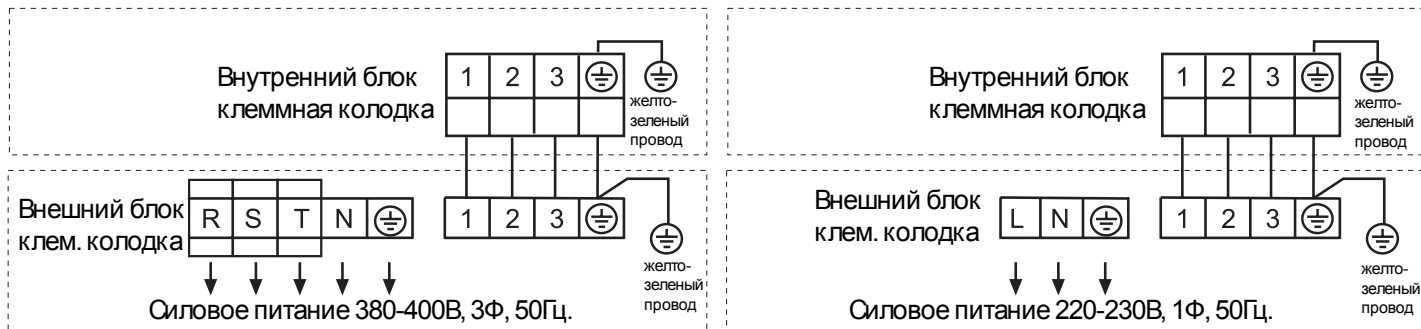 Внутренний блок
клеммная колодка
1 2 3
желто-
зеленый
провод
Внешний блок
клем. колодка
R S T N
1 2 3
желто-
зеленый
провод
Силовое питание 380-400В, 3Ф, 50Гц.
Внутренний блок
клеммная колодка
1 2 3
желто-
зеленый
провод
Внешний блок
клем. колодка
L N
1 2 3
желто-
зеленый
провод
Силовое питание 220-230В, 1Ф, 50Гц.